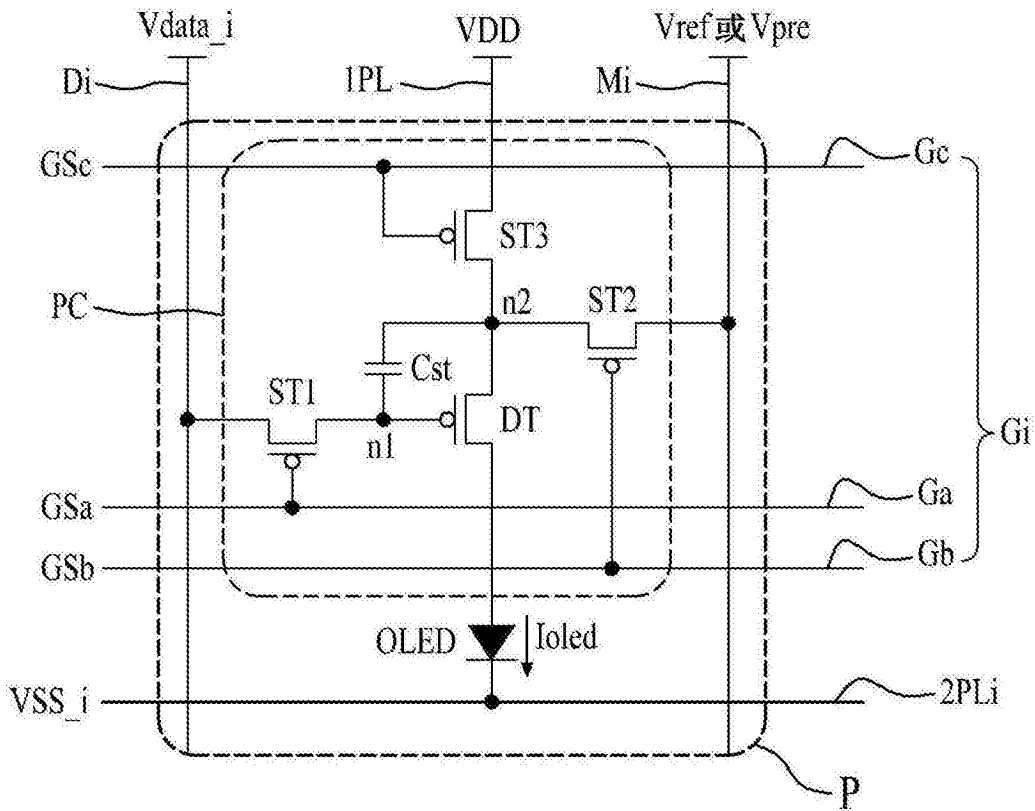 Vdata_i
VDD
Vref或Vpre
Di
1PL
Mi
GSc
Gc
ST3
PC
n2
ST2
Cst
ST1
DT
n1
Gi
GSa
Ga
GSb
Gb
OLED
Ioled
VSS_i
2PLi
P